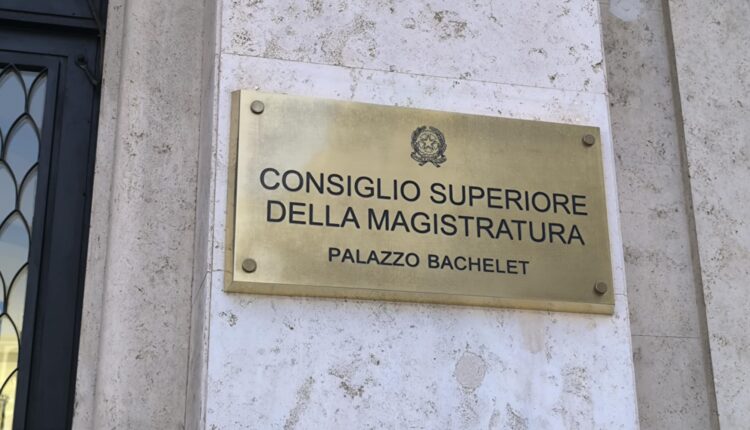 CONSIGLIO SUPERIORE
DELLA MAGISTRATURA
PALAZZO BACHELET